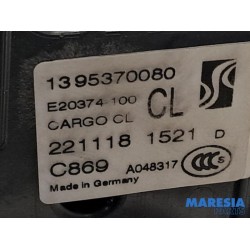 1395370080
E20374-100 CL
CARGO CL
221118 1521 D
C869 A048317
Made in Germany
MARESIA